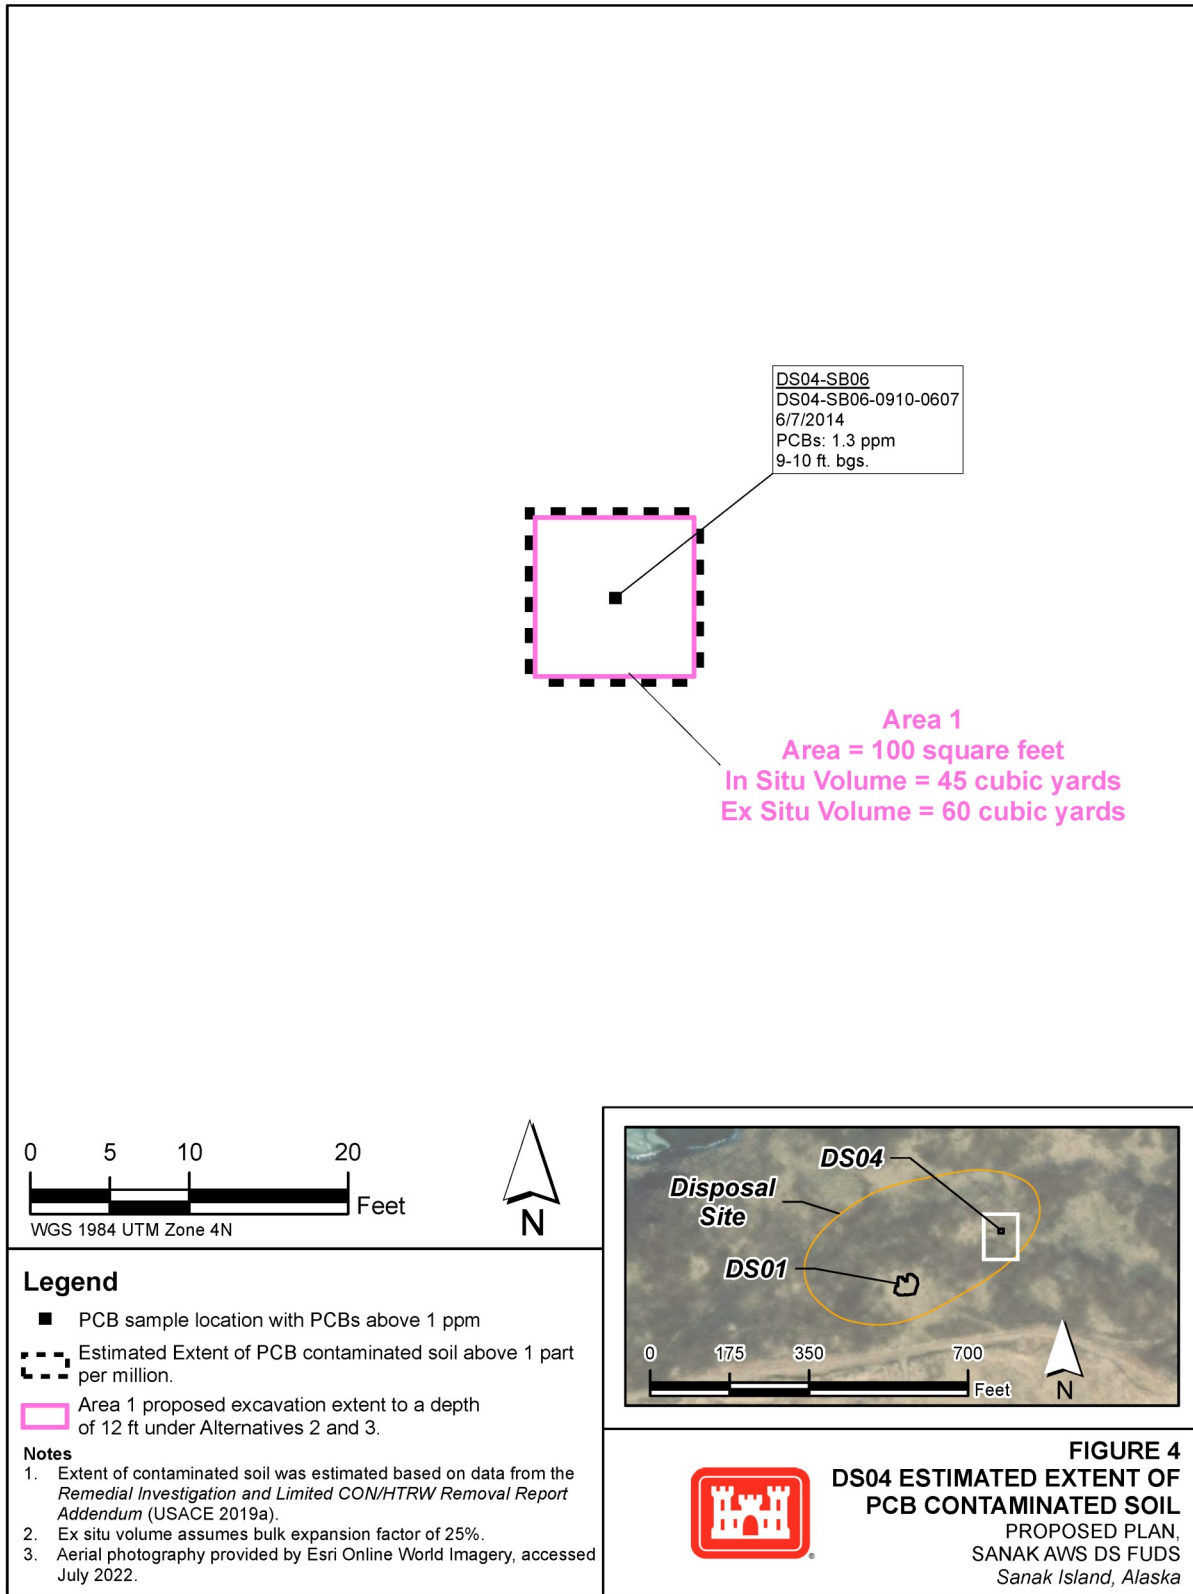 DS04-SB06
DS04-SB06-0910-0607
6/7/2014
PCBs: 1.3 ppm
9-10 ft. bgs.
Area 1
Area = 100 square feet
In Situ Volume = 45 cubic yards
Ex Situ Volume = 60 cubic yards
0 5 10 20
Feet
WGS 1984 UTM Zone 4N
N
DS04
Disposal
Site
DS01
0 175 350 700
Feet
N
Legend
PCB sample location with PCBs above 1 ppm
Estimated Extent of PCB contaminated soil above 1 part
per million.
Area 1 proposed excavation extent to a depth
of 12 ft under Alternatives 2 and 3.
Notes
1. Extent of contaminated soil was estimated based on data from the
Remedial Investigation and Limited CON/HTRW Removal Report
Addendum (USACE 2019a).
2. Ex situ volume assumes bulk expansion factor of 25%.
3. Aerial photography provided by Esri Online World Imagery, accessed
July 2022.
FIGURE 4
DS04 ESTIMATED EXTENT OF
PCB CONTAMINATED SOIL
PROPOSED PLAN,
SANAK AWS DS FUDS
Sanak Island, Alaska